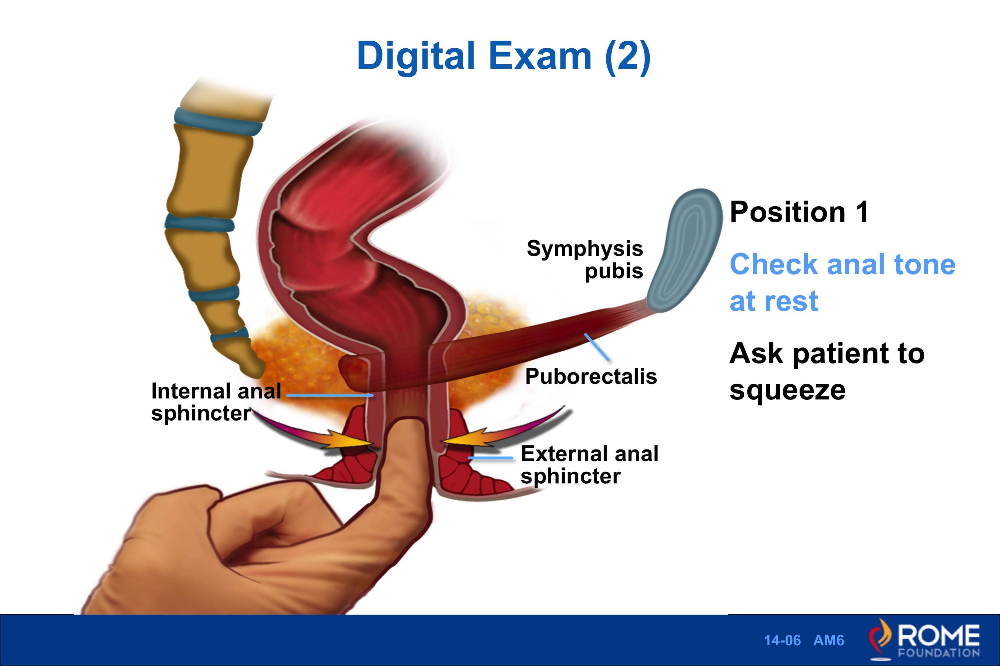 Digital Exam (2)
Position 1
Check anal tone
at rest
Ask patient to
squeeze
Symphysis
pubis
Puborectalis
Internal anal
sphincter
External anal
sphincter
14-06 AM6
ROME
FOUNDATION